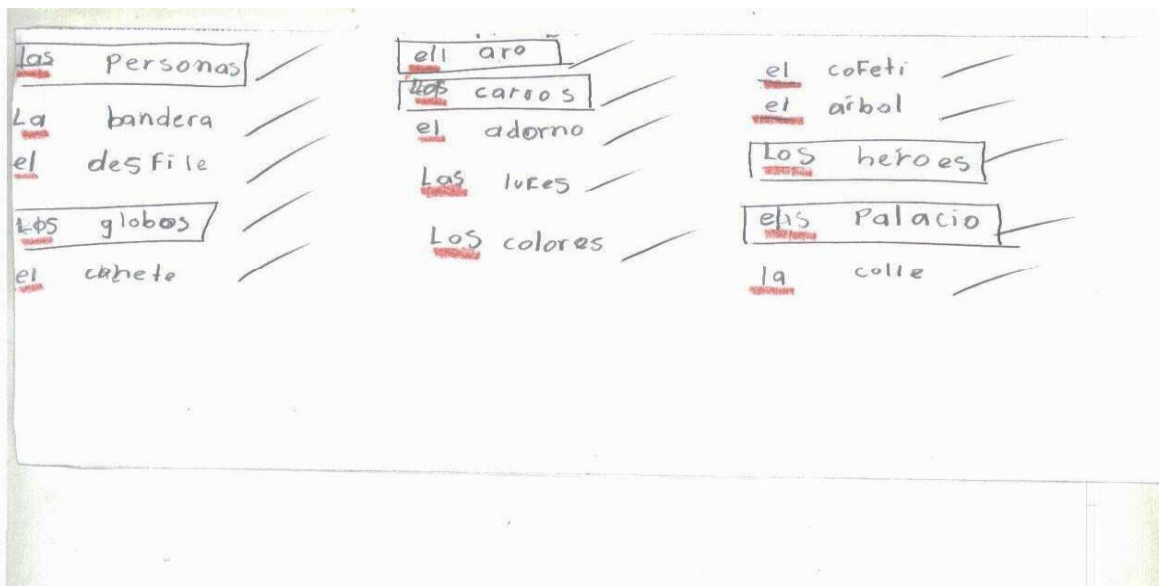 las personas
La bandera
el desfile
Los globos
el cahete
el aro
Los carros
el adorno
Las luces
Los colores
el cofeti
el árbol
Los heroes
el Palacio
la colle